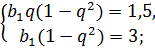 {b₁q(1 − q²) = 1,5,
b₁(1 − q²) = 3;